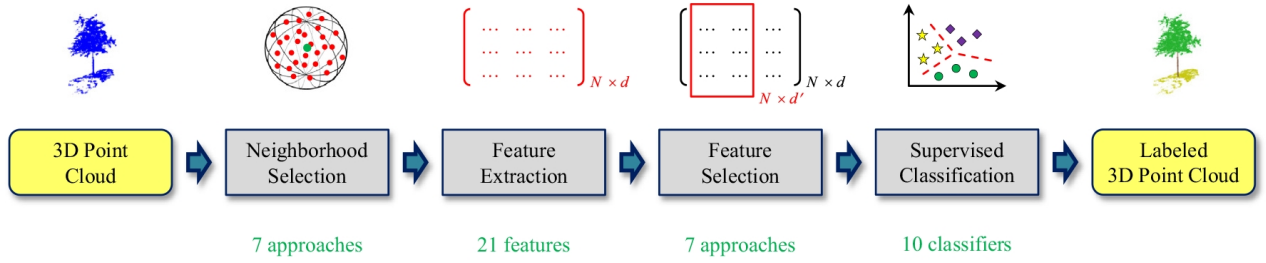 ... ... ...
... ... ...
... ... ...
N × d
... ... ...
... ... ...
... ... ...
N × d
N × d′
3D Point
Cloud
Neighborhood
Selection
Feature
Extraction
Feature
Selection
Supervised
Classification
Labeled
3D Point Cloud
7 approaches
21 features
7 approaches
10 classifiers